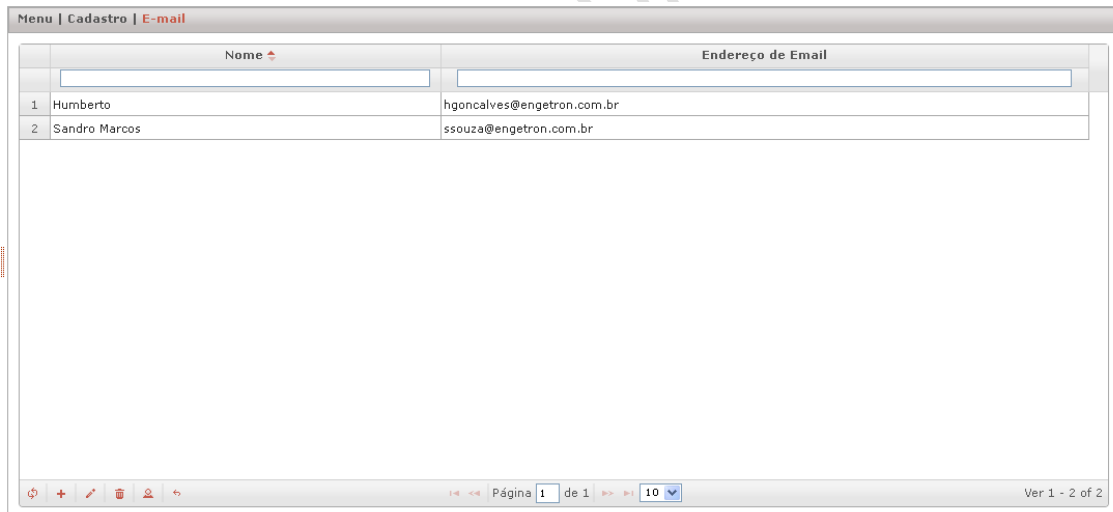 Menu | Cadastro | E-mail
Nome Endereço de Email
1 Humberto hgoncalves@engetron.com.br
2 Sandro Marcos ssouza@engetron.com.br
Página 1 de 1 10 Ver 1 - 2 of 2